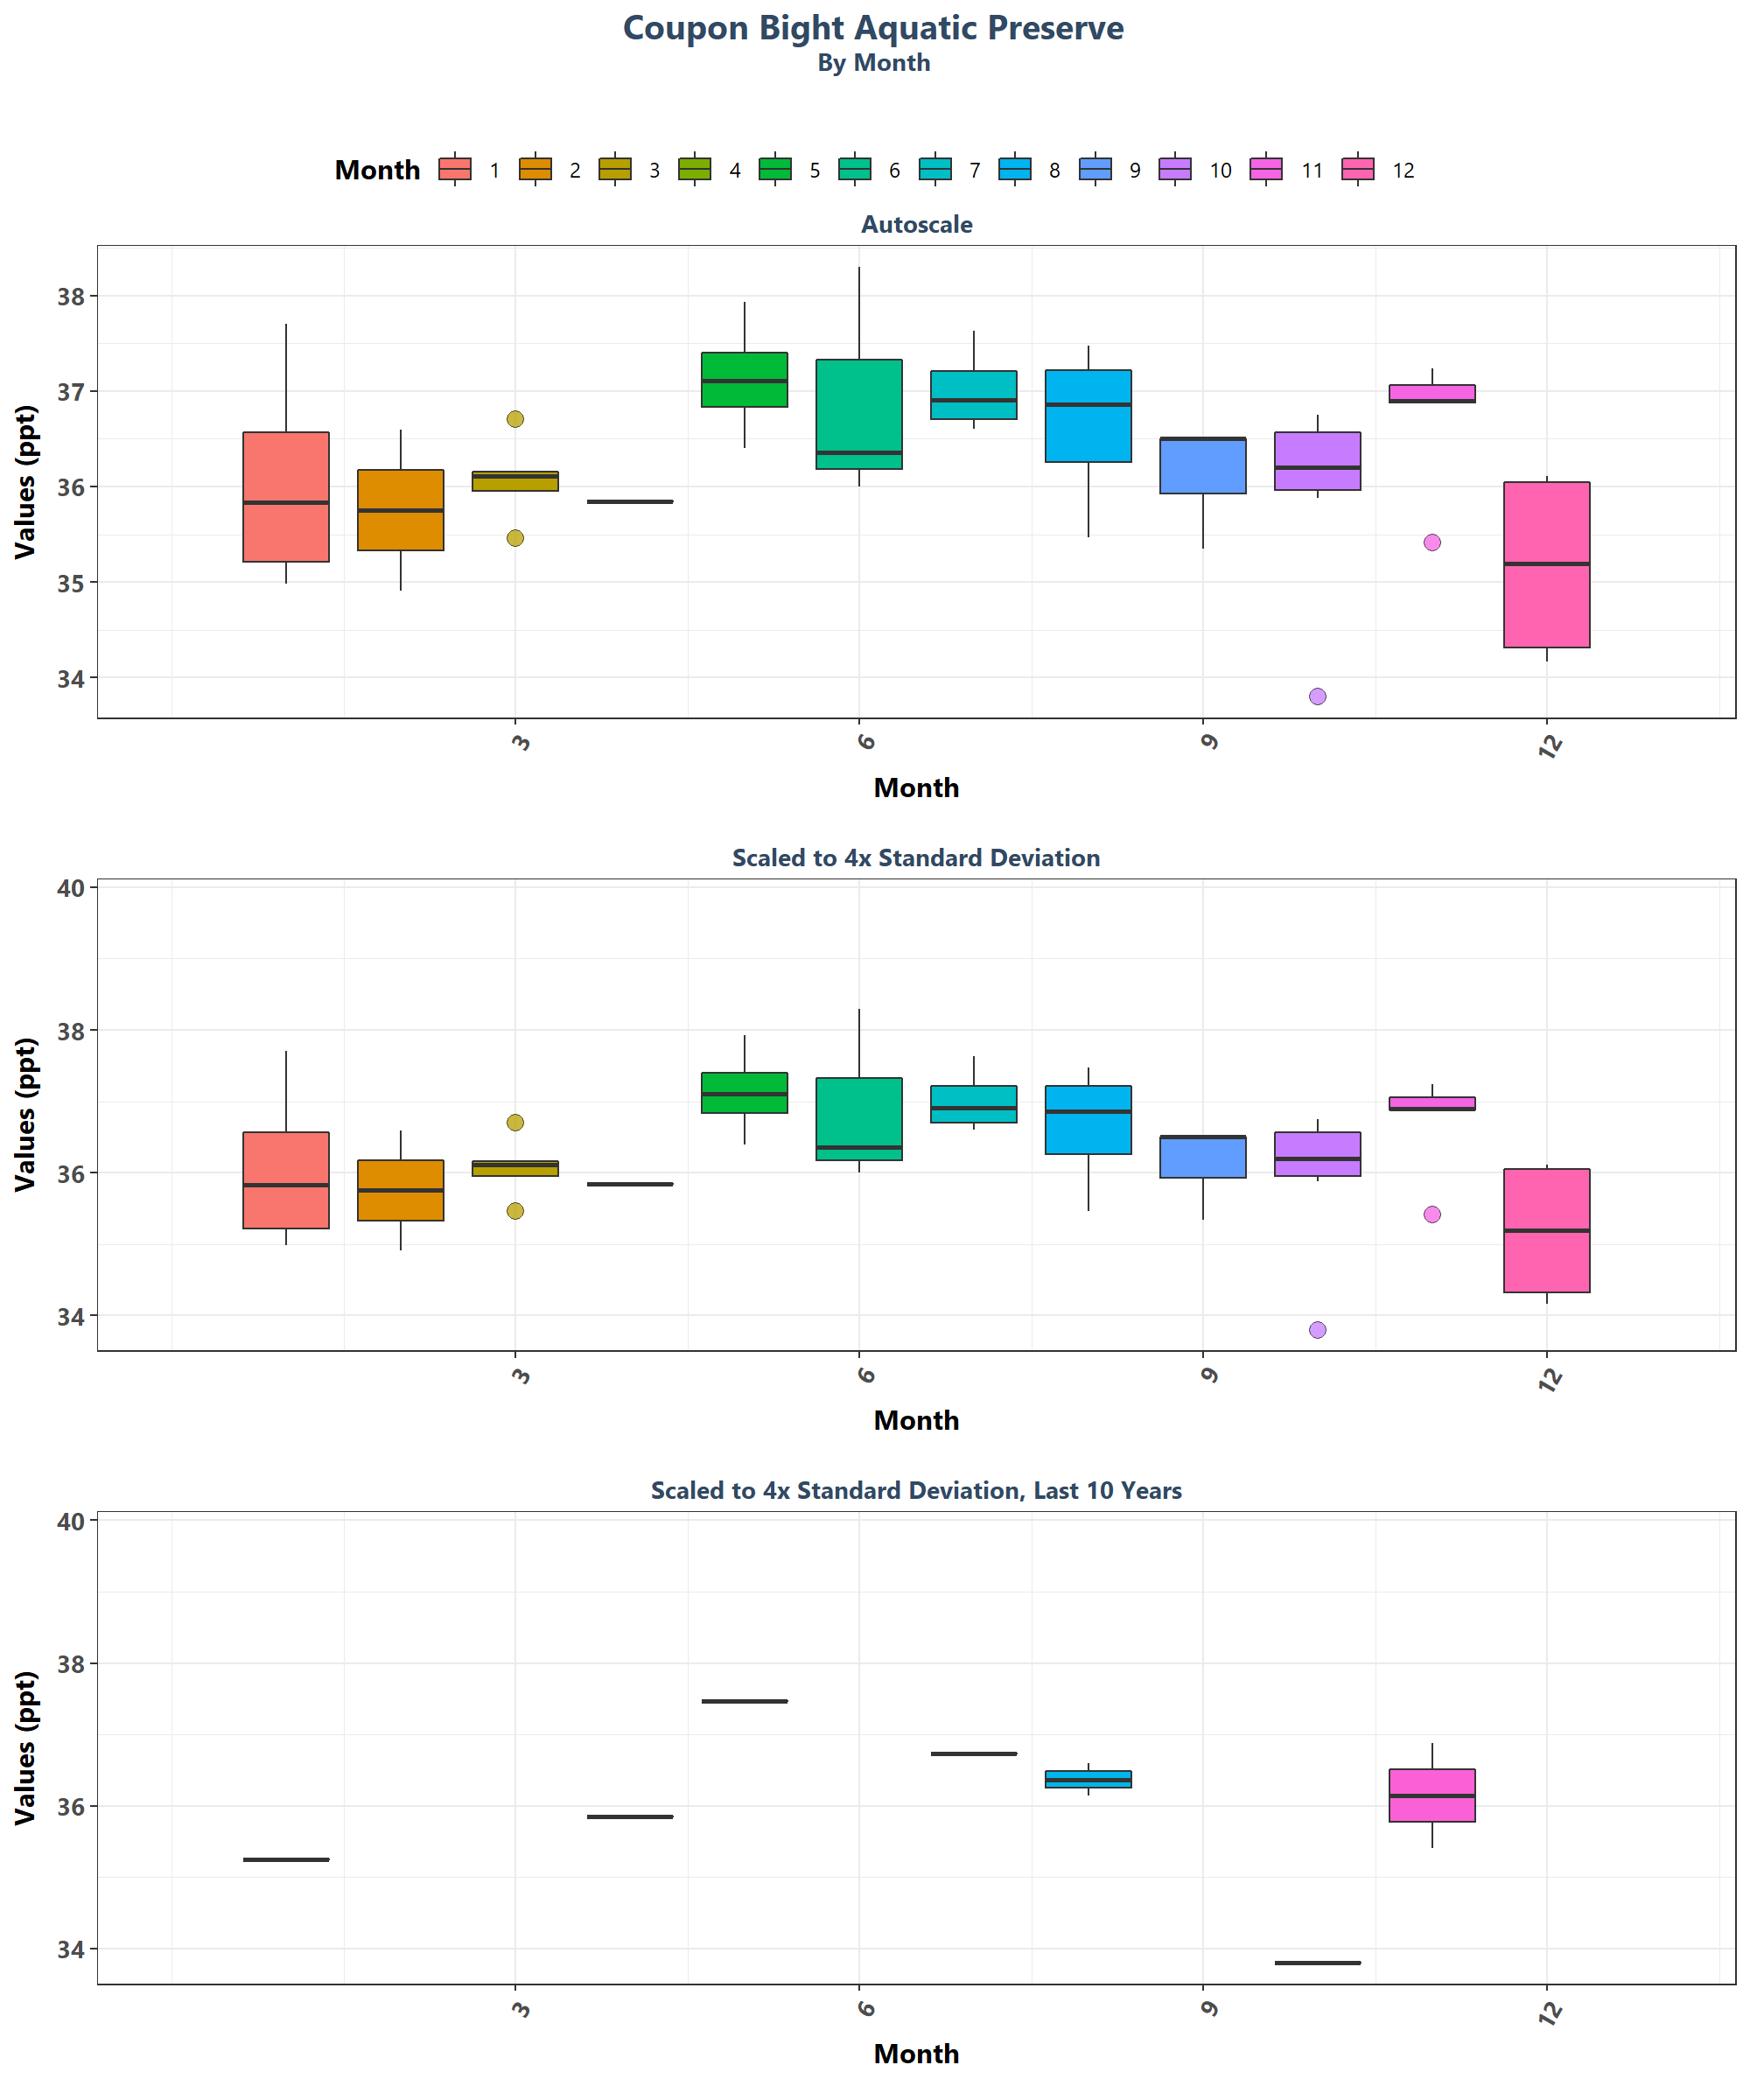 Coupon Bight Aquatic Preserve
By Month
Month 1 2 3 4 5 6 7 8 9 10 11 12
Autoscale
Values (ppt)
38
37
36
35
34
3 6 9 12
Month
Scaled to 4x Standard Deviation
Values (ppt)
40
38
36
34
3 6 9 12
Month
Scaled to 4x Standard Deviation, Last 10 Years
Values (ppt)
40
38
36
34
3 6 9 12
Month